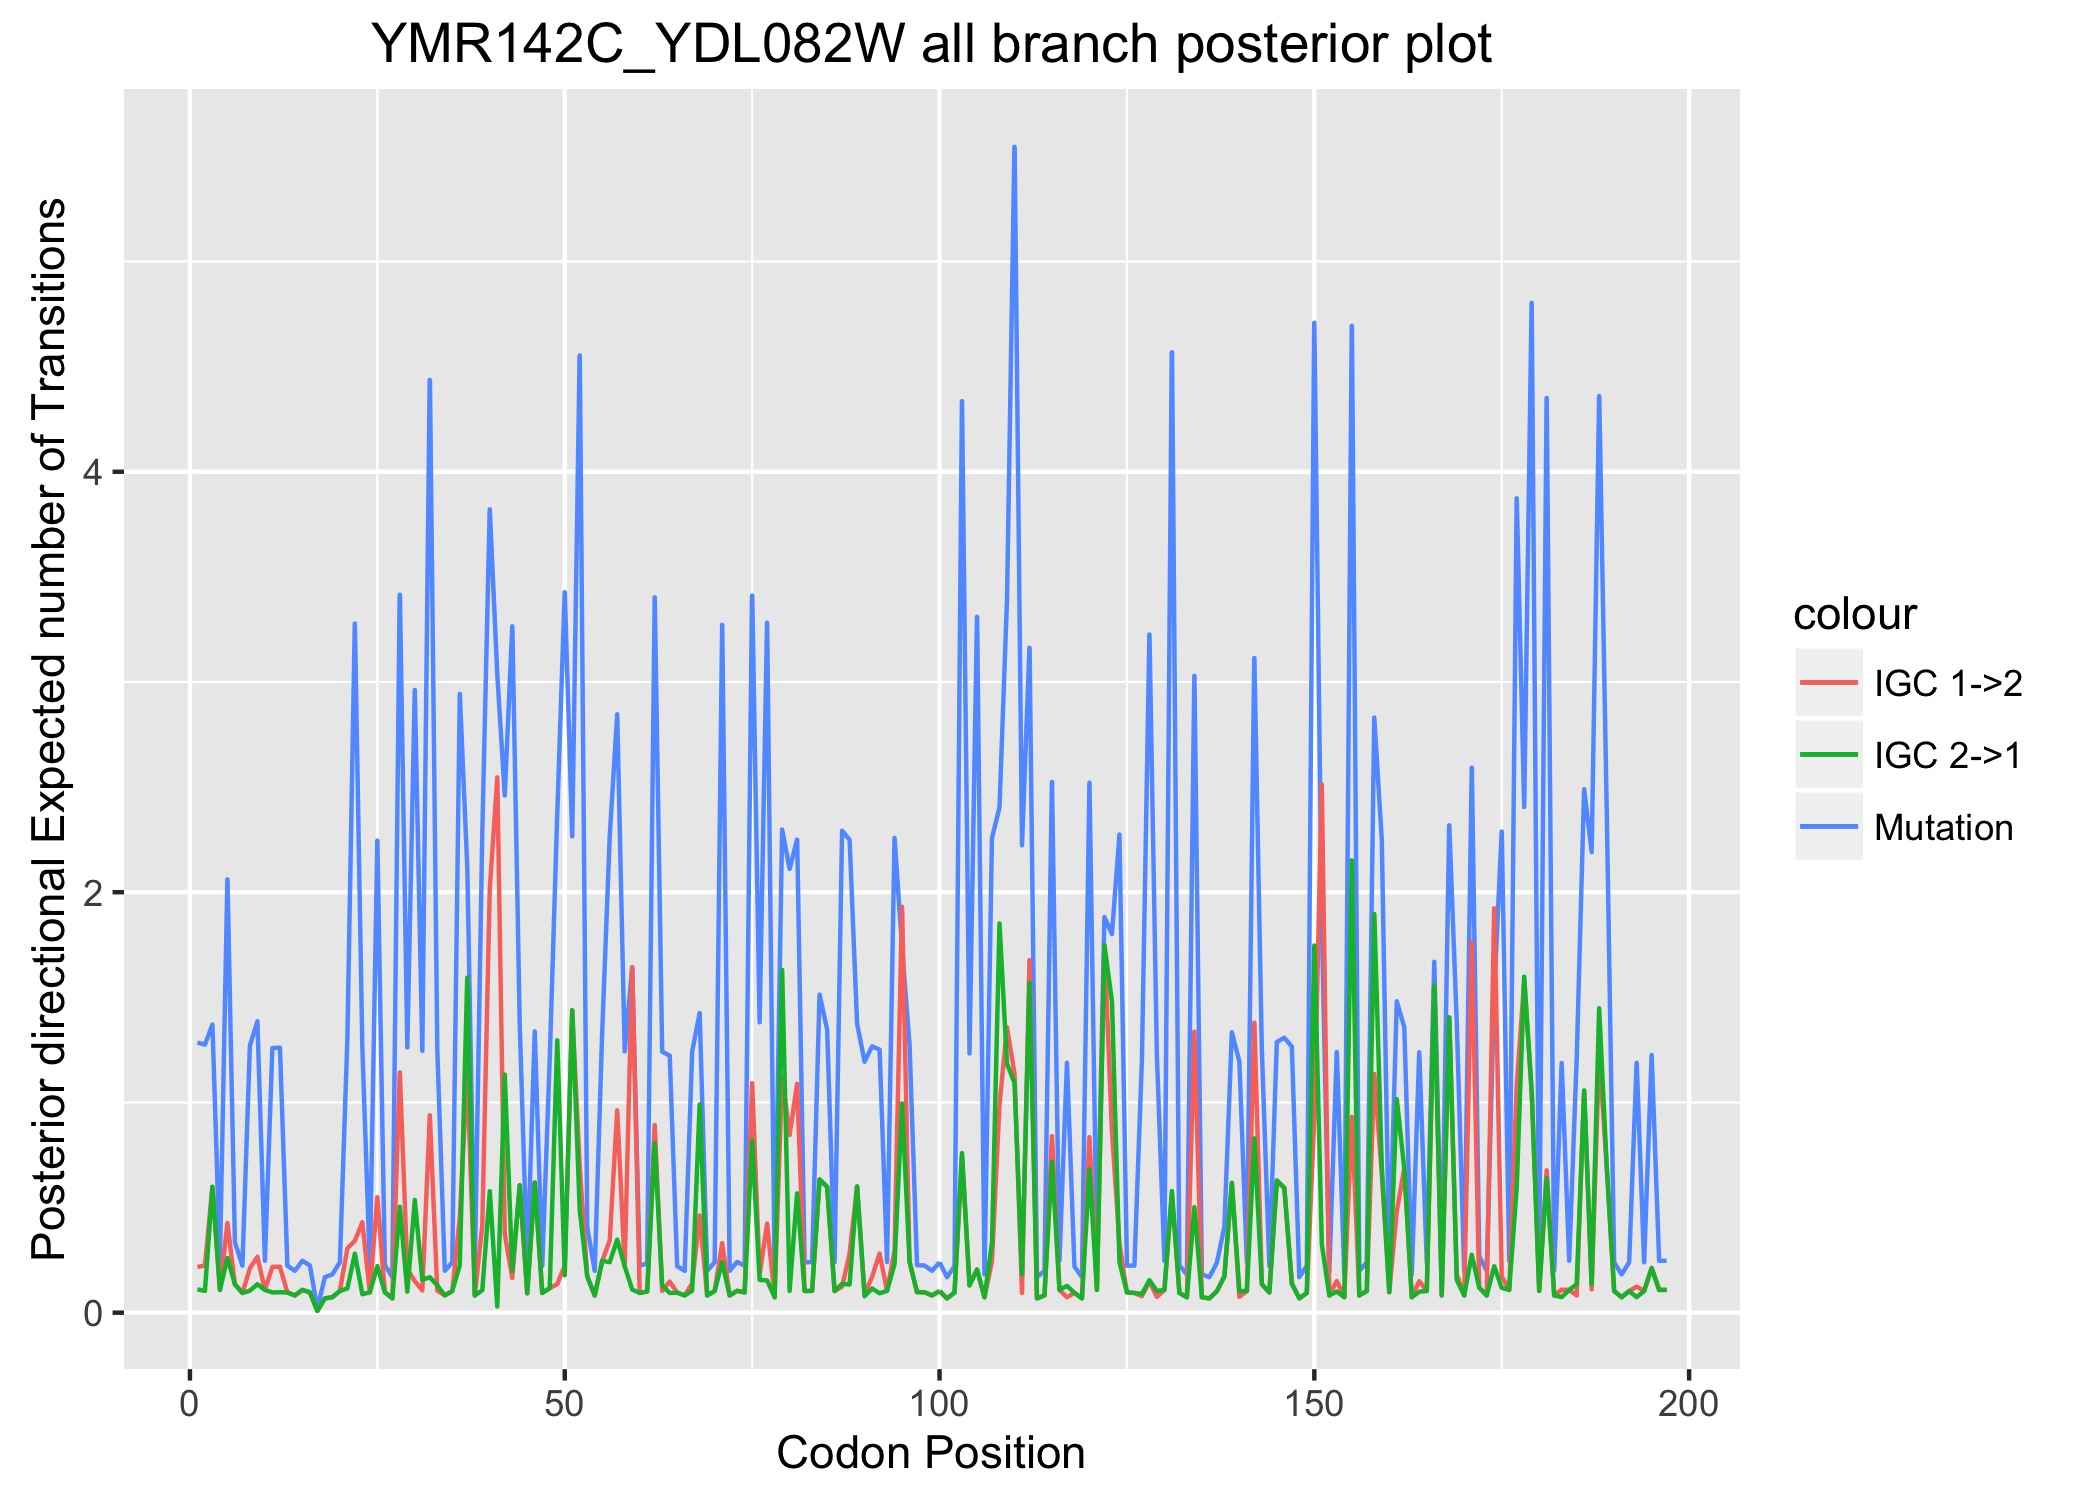 YMR142C_YDL082W all branch posterior plot
Posterior directional Expected number of Transitions
4
2
0
0 50 100 150 200
Codon Position
colour
IGC 1->2
IGC 2->1
Mutation